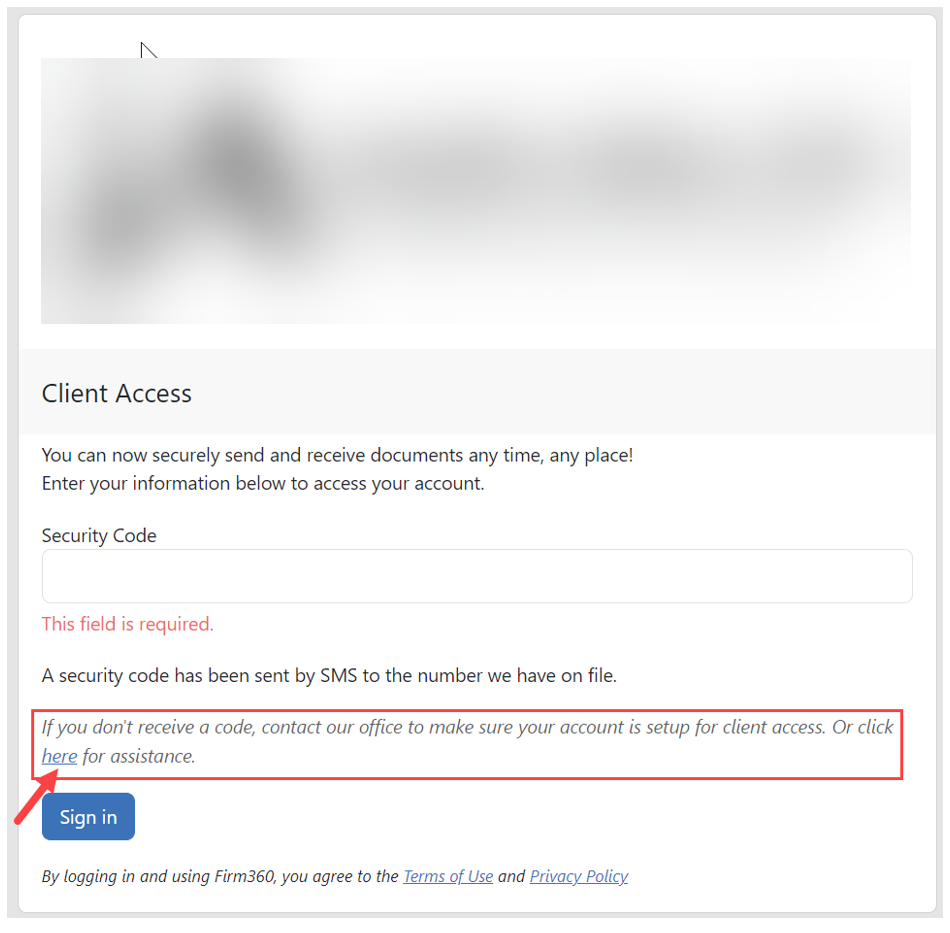 Client Access
You can now securely send and receive documents any time, any place!
Enter your information below to access your account.
Security Code
This field is required.
A security code has been sent by SMS to the number we have on file.
If you don't receive a code, contact our office to make sure your account is setup for client access. Or click
here for assistance.
Sign in
By logging in and using Firm360, you agree to the Terms of Use and Privacy Policy